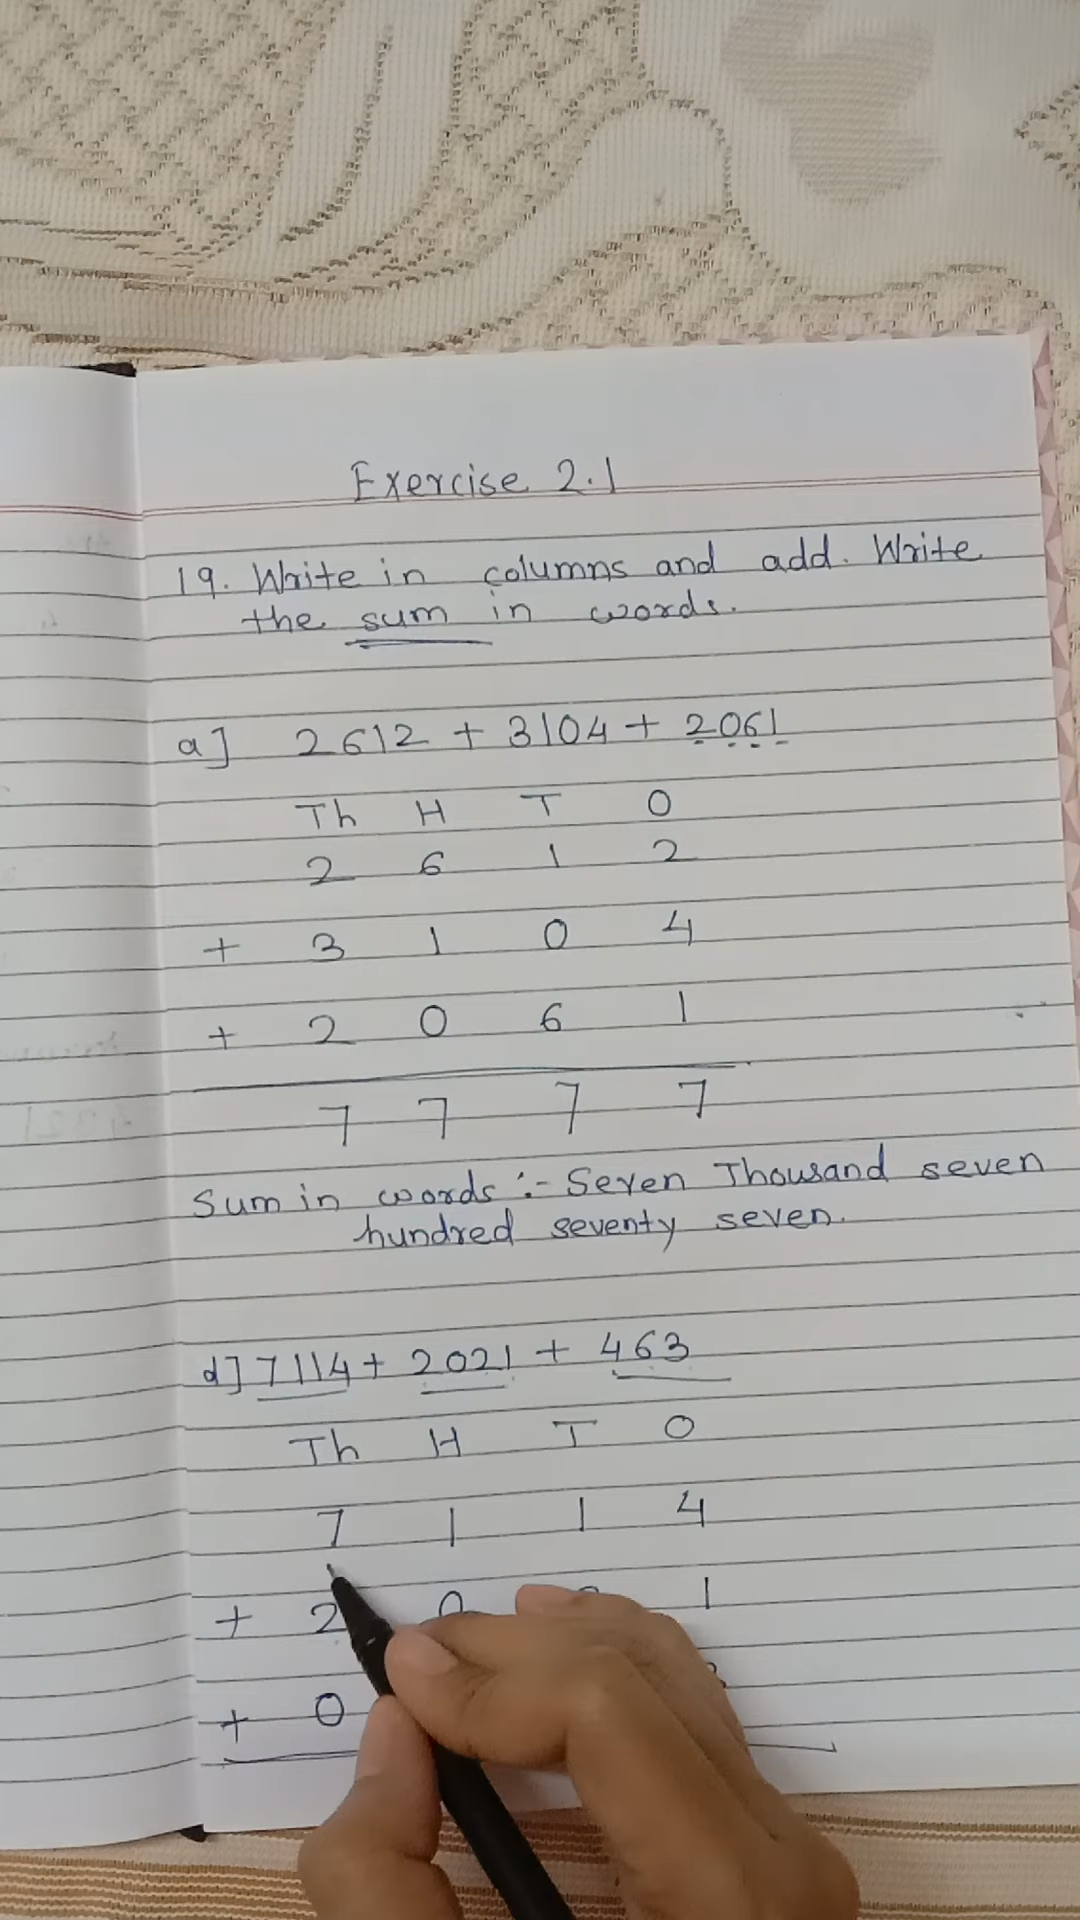 Exercise 2.1
19. Write in columns and add. Write
the sum in words.
a] 2612 + 3104 + 2061
Th H T O
2 6 1 2
+ 3 1 0 4
+ 2 0 6 1
7 7 7 7
Sum in words :- Seven Thousand seven
hundred seventy seven.
d] 7114 + 2021 + 463
Th H T O
7 1 1 4
+ 2 0 1
+ 0